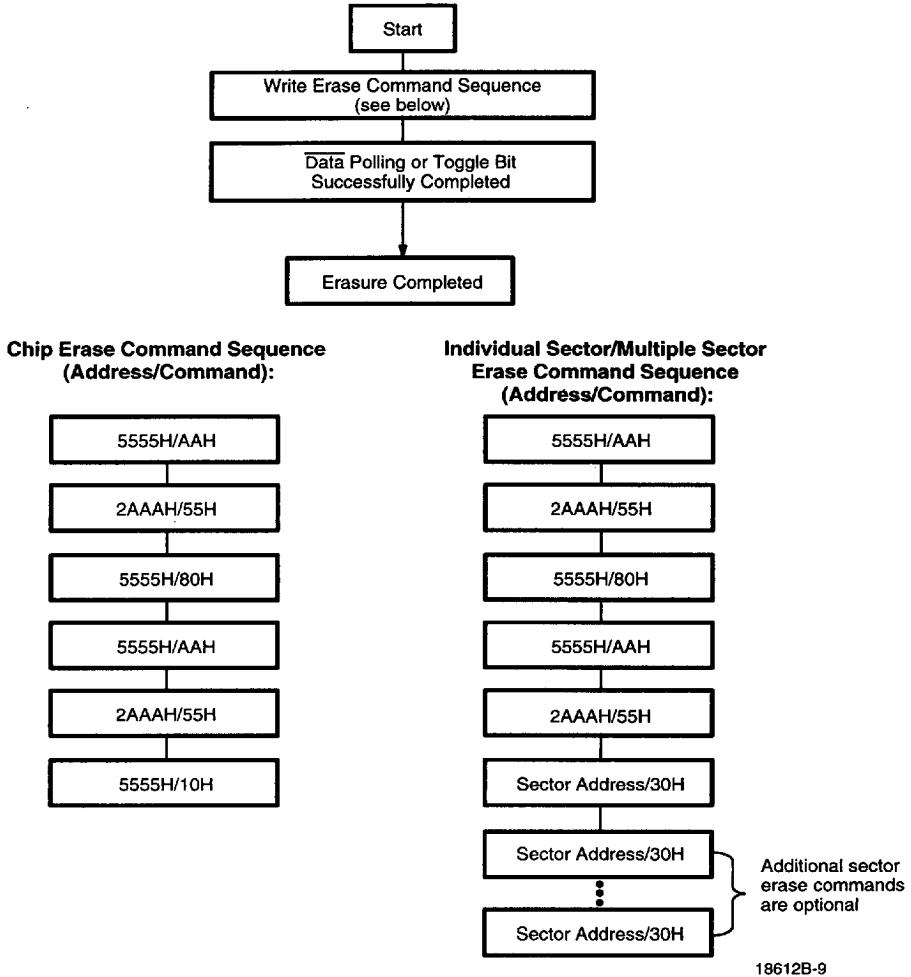 Start
Write Erase Command Sequence
(see below)
Data Polling or Toggle Bit
Successfully Completed
Erasure Completed
Chip Erase Command Sequence
(Address/Command):
5555H/AAH
2AAAH/55H
5555H/80H
5555H/AAH
2AAAH/55H
5555H/10H
Individual Sector/Multiple Sector
Erase Command Sequence
(Address/Command):
5555H/AAH
2AAAH/55H
5555H/80H
5555H/AAH
2AAAH/55H
Sector Address/30H
Sector Address/30H
Sector Address/30H
Additional sector
erase commands
are optional
18612B-9